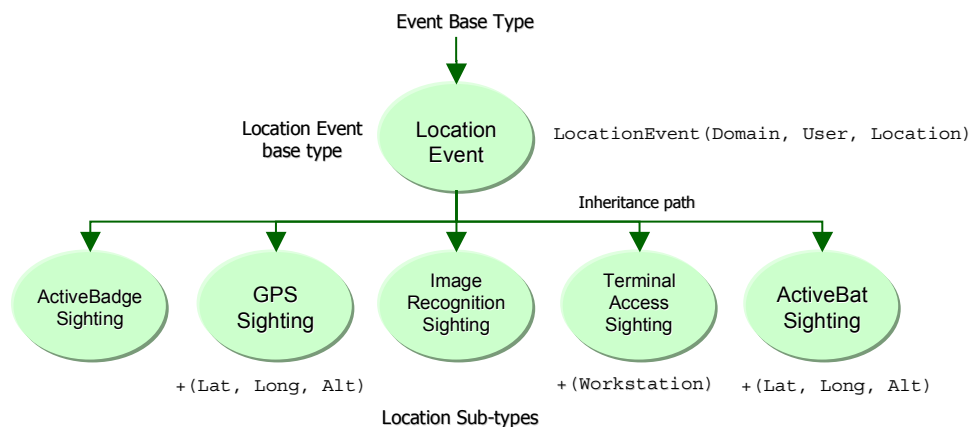 Event Base Type
Location Event
base type
Location
Event
LocationEvent(Domain, User, Location)
Inheritance path
ActiveBadge
Sighting
GPS
Sighting
Image
Recognition
Sighting
Terminal
Access
Sighting
ActiveBat
Sighting
+(Lat, Long, Alt)
+(Workstation)
+(Lat, Long, Alt)
Location Sub-types